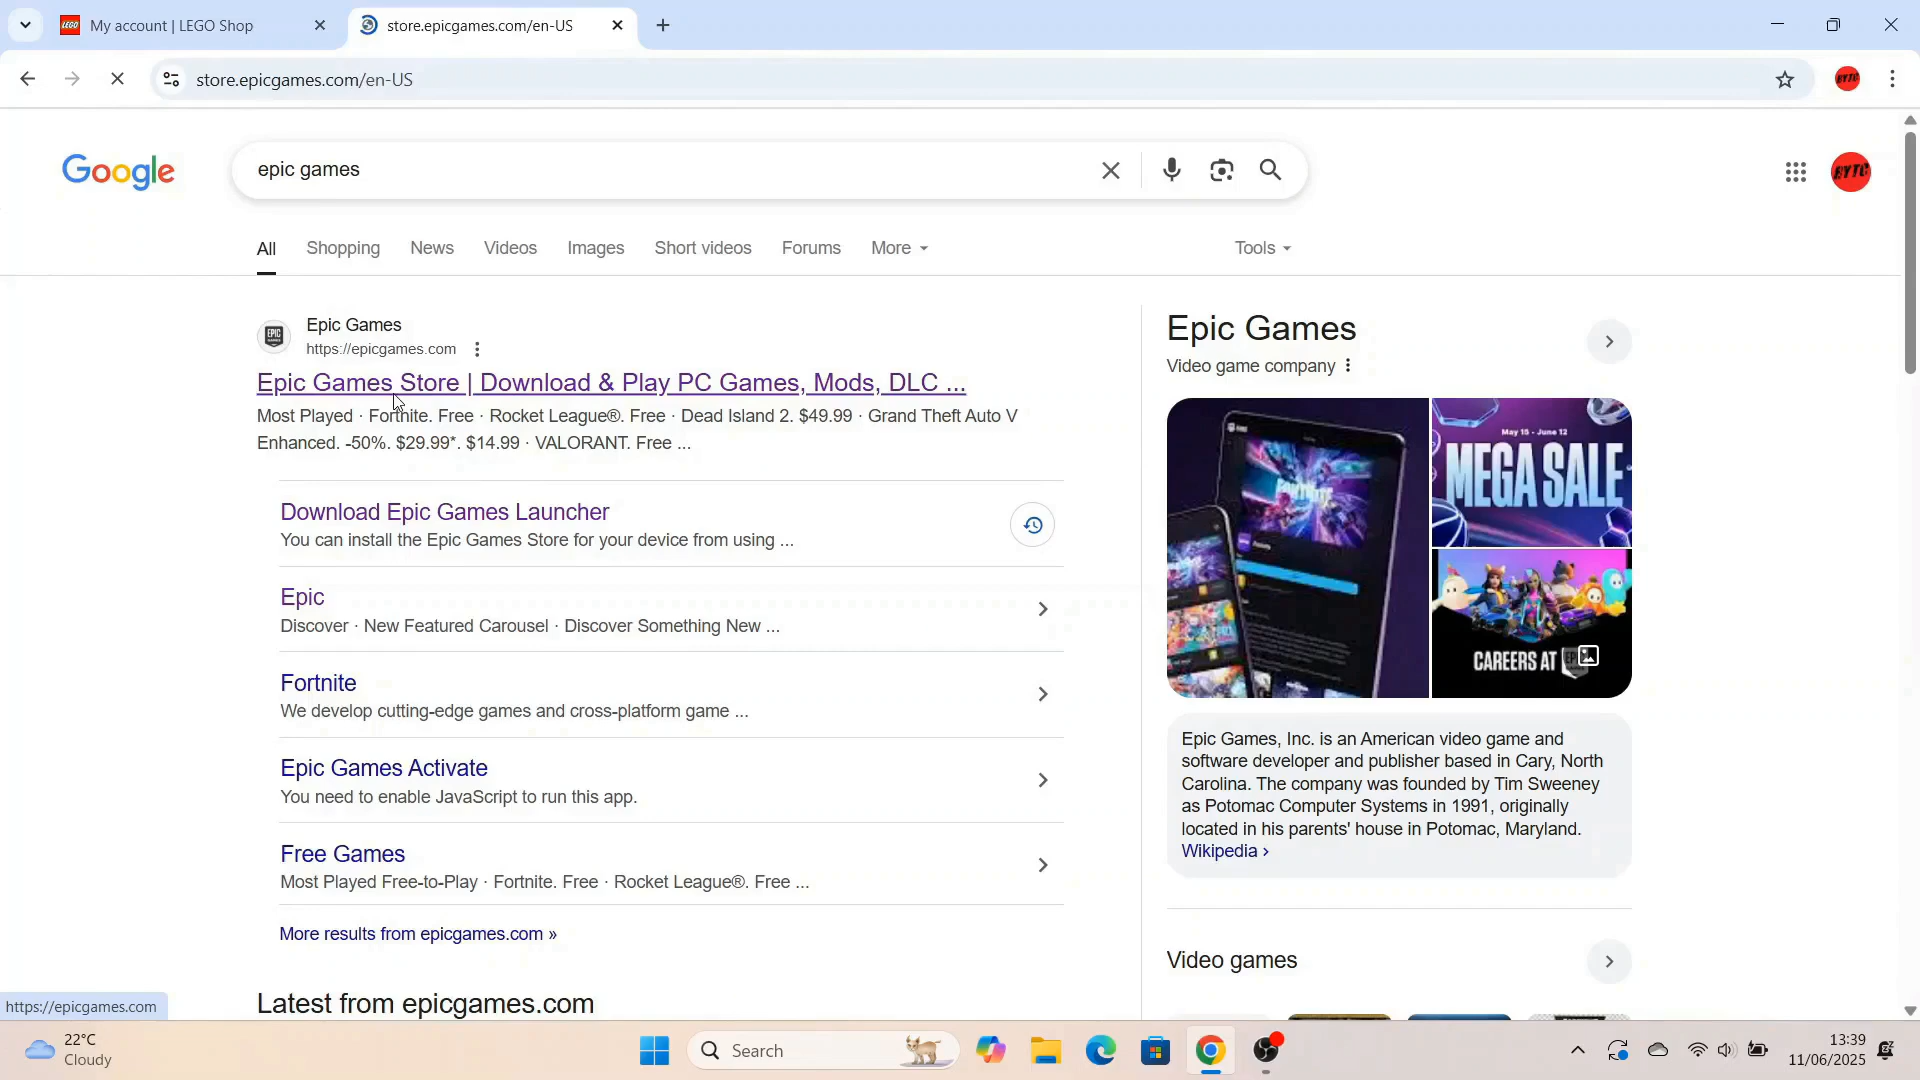 My account | LEGO Shop
store.epicgames.com/en-US
store.epicgames.com/en-US
Google
epic games
All
Shopping
News
Videos
Images
Short videos
Forums
More
Tools
Epic Games
https://epicgames.com
Epic Games Store | Download & Play PC Games, Mods, DLC ...
Most Played · Fortnite. Free · Rocket League®. Free · Dead Island 2. $49.99 · Grand Theft Auto V
Enhanced. -50%. $29.99*. $14.99 · VALORANT. Free ...
Download Epic Games Launcher
You can install the Epic Games Store for your device from using ...
Epic
Discover · New Featured Carousel · Discover Something New ...
Fortnite
We develop cutting-edge games and cross-platform game ...
Epic Games Activate
You need to enable JavaScript to run this app.
Free Games
Most Played Free-to-Play · Fortnite. Free · Rocket League®. Free ...
More results from epicgames.com »
Latest from epicgames.com
Epic Games
Video game company
May 15 - June 12
MEGA SALE
CAREERS AT
Epic Games, Inc. is an American video game and
software developer and publisher based in Cary, North
Carolina. The company was founded by Tim Sweeney
as Potomac Computer Systems in 1991, originally
located in his parents' house in Potomac, Maryland.
Wikipedia ›
Video games
https://epicgames.com
22°C
Cloudy
Search
13:39
11/06/2025